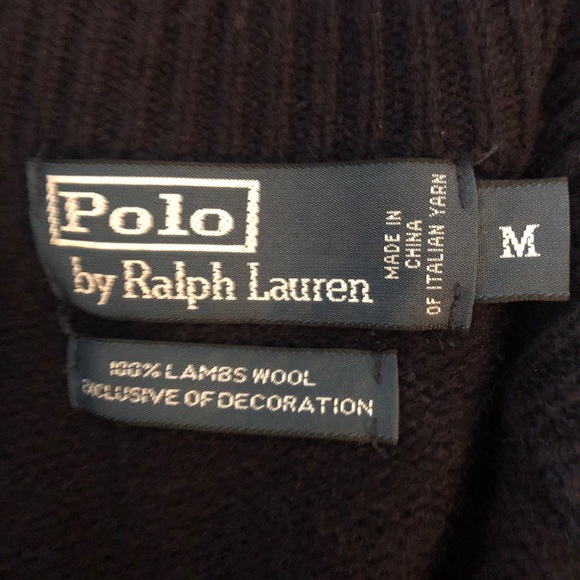 Polo
by Ralph Lauren
MADE IN
CHINA
OF ITALIAN YARN
M
100% LAMBS WOOL
EXCLUSIVE OF DECORATION